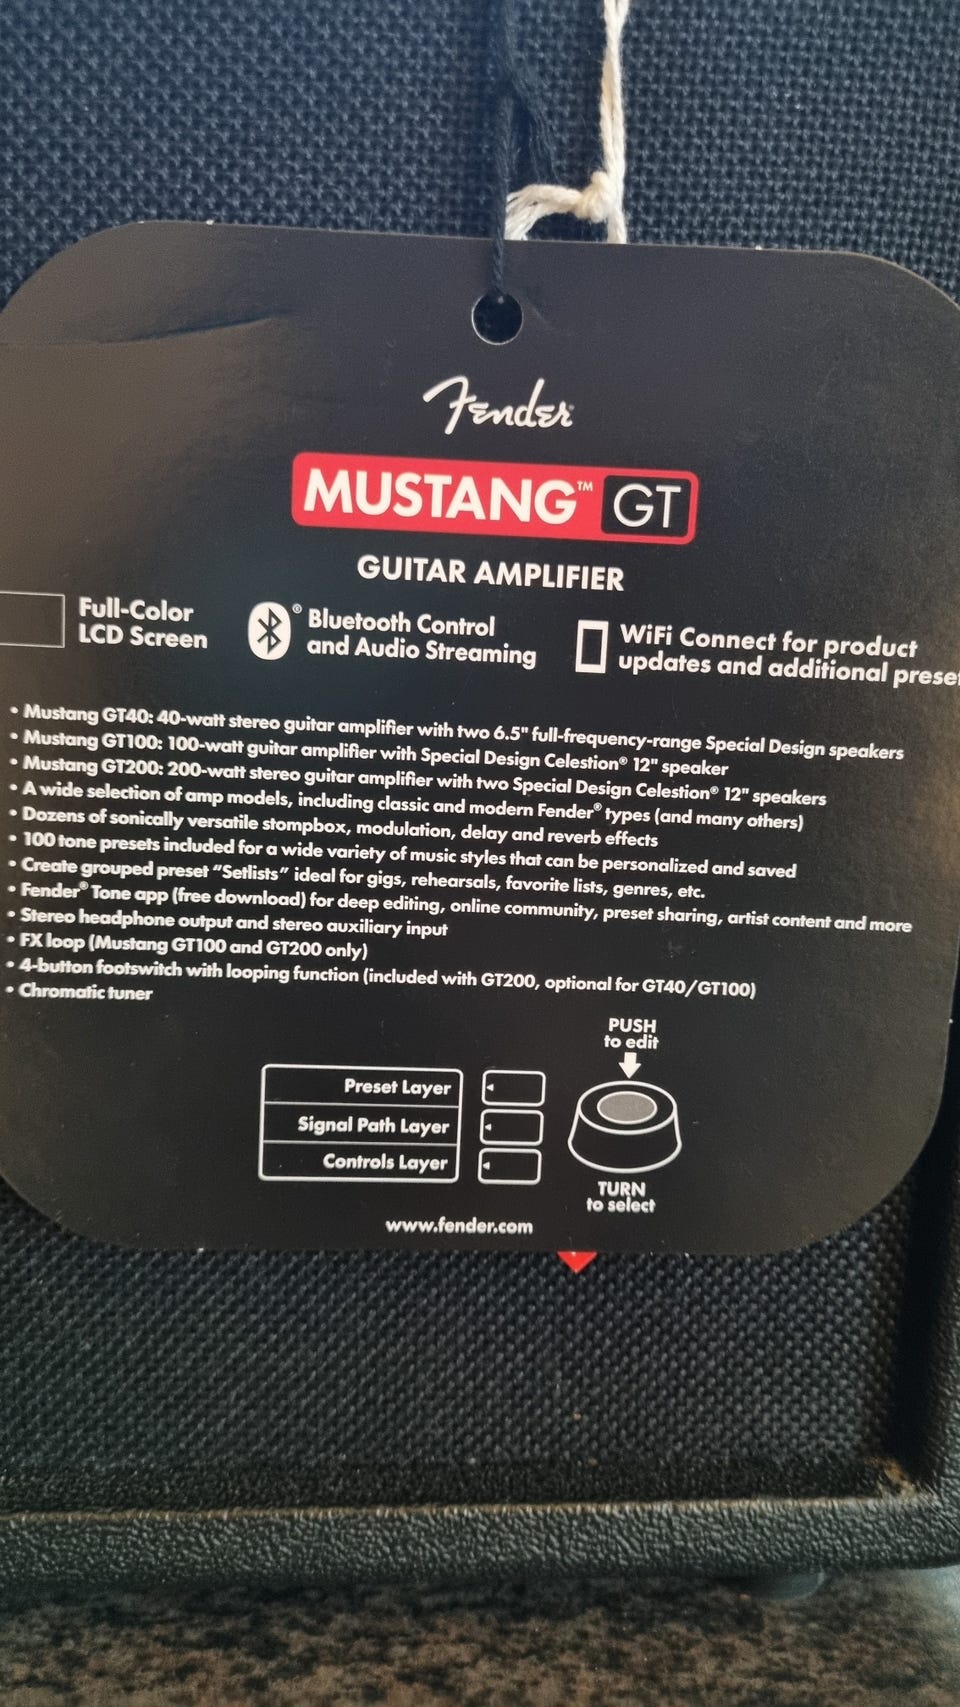 Fender®
MUSTANG™ GT
GUITAR AMPLIFIER
Full-Color
LCD Screen
® Bluetooth Control
and Audio Streaming
WiFi Connect for product
updates and additional preset
• Mustang GT40: 40-watt stereo guitar amplifier with two 6.5" full-frequency-range Special Design speakers
• Mustang GT100: 100-watt guitar amplifier with Special Design Celestion® 12" speaker
• Mustang GT200: 200-watt stereo guitar amplifier with two Special Design Celestion® 12" speakers
• A wide selection of amp models, including classic and modern Fender® types (and many others)
• Dozens of sonically versatile stompbox, modulation, delay and reverb effects
• 100 tone presets included for a wide variety of music styles that can be personalized and saved
• Create grouped preset “Setlists” ideal for gigs, rehearsals, favorite lists, genres, etc.
• Fender® Tone app (free download) for deep editing, online community, preset sharing, artist content and more
• Stereo headphone output and stereo auxiliary input
• FX loop (Mustang GT100 and GT200 only)
• 4-button footswitch with looping function (included with GT200, optional for GT40/GT100)
• Chromatic tuner
PUSH
to edit
Preset Layer
Signal Path Layer
Controls Layer
TURN
to select
www.fender.com